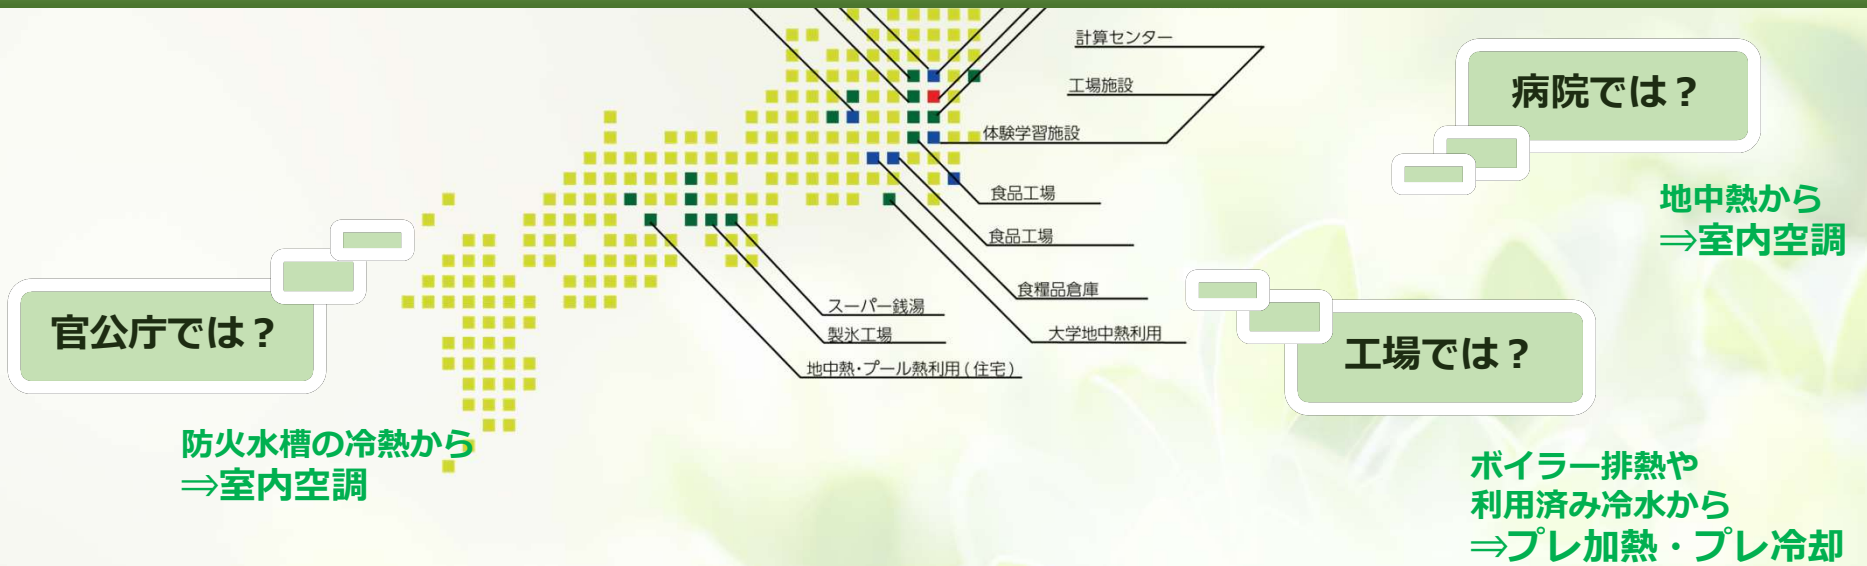 計算センター
工場施設
体験学習施設
食品工場
食品工場
食糧品倉庫
大学地中熱利用
スーパー銭湯
製氷工場
地中熱・プール熱利用(住宅)
病院では？
地中熱から
⇒室内空調
官公庁では？
防火水槽の冷熱から
⇒室内空調
工場では？
ボイラー排熱や
利用済み冷水から
⇒プレ加熱・プレ冷却